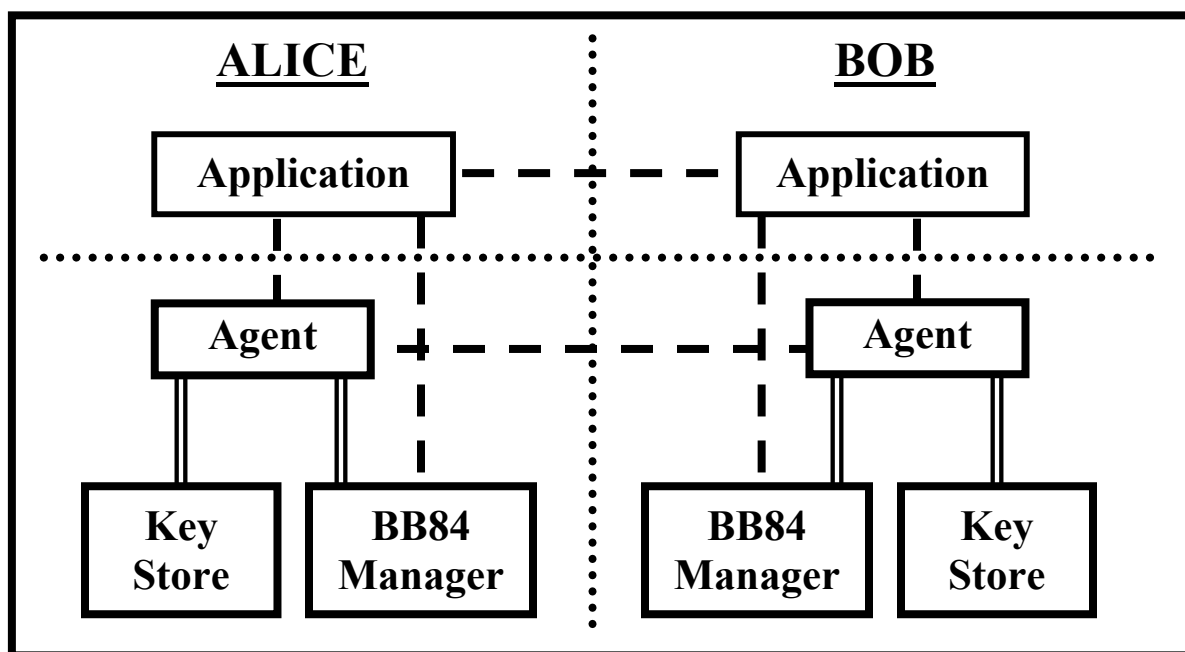 ALICE
BOB
Application
Application
Agent
Agent
Key
Store
BB84
Manager
BB84
Manager
Key
Store